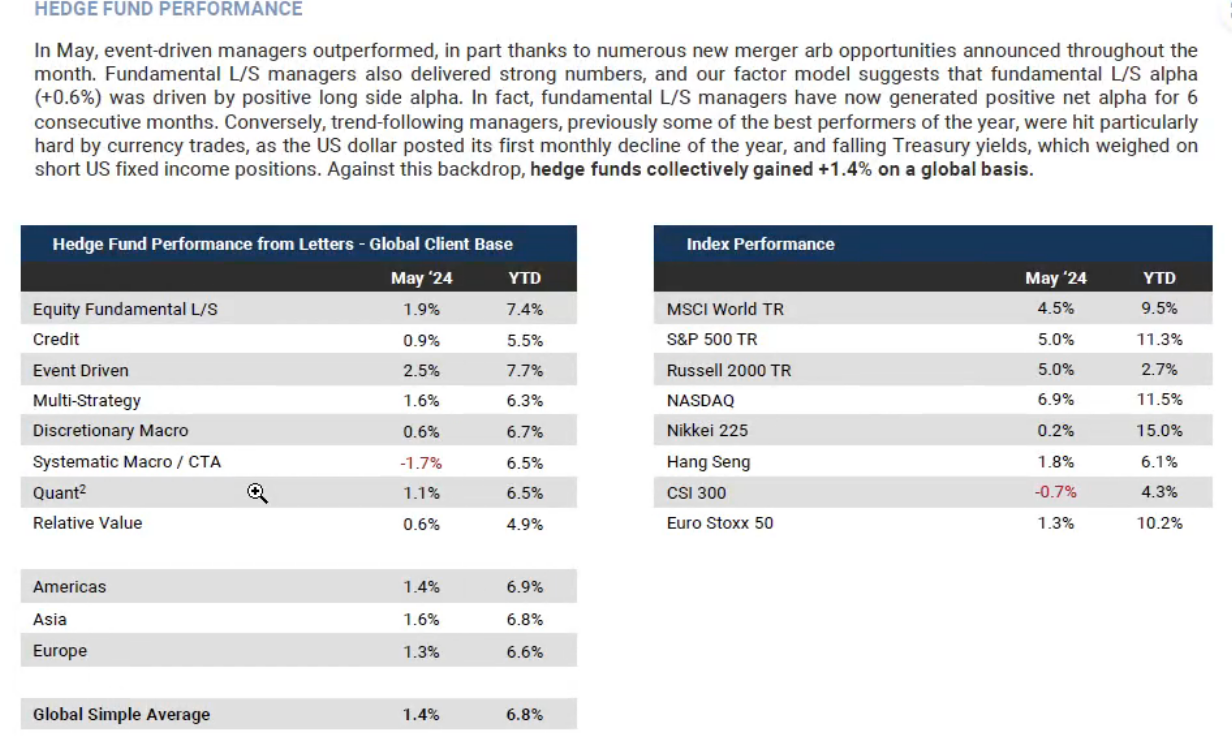 HEDGE FUND PERFORMANCE
In May, event-driven managers outperformed, in part thanks to numerous new merger arb opportunities announced throughout the
month. Fundamental L/S managers also delivered strong numbers, and our factor model suggests that fundamental L/S alpha
(+0.6%) was driven by positive long side alpha. In fact, fundamental L/S managers have now generated positive net alpha for 6
consecutive months. Conversely, trend-following managers, previously some of the best performers of the year, were hit particularly
hard by currency trades, as the US dollar posted its first monthly decline of the year, and falling Treasury yields, which weighed on
short US fixed income positions. Against this backdrop, hedge funds collectively gained +1.4% on a global basis.
Hedge Fund Performance from Letters - Global Client Base
May ‘24 YTD
Equity Fundamental L/S 1.9% 7.4%
Credit 0.9% 5.5%
Event Driven 2.5% 7.7%
Multi-Strategy 1.6% 6.3%
Discretionary Macro 0.6% 6.7%
Systematic Macro / CTA -1.7% 6.5%
Quant² 1.1% 6.5%
Relative Value 0.6% 4.9%
Americas 1.4% 6.9%
Asia 1.6% 6.8%
Europe 1.3% 6.6%
Global Simple Average 1.4% 6.8%
Index Performance
May ‘24 YTD
MSCI World TR 4.5% 9.5%
S&P 500 TR 5.0% 11.3%
Russell 2000 TR 5.0% 2.7%
NASDAQ 6.9% 11.5%
Nikkei 225 0.2% 15.0%
Hang Seng 1.8% 6.1%
CSI 300 -0.7% 4.3%
Euro Stoxx 50 1.3% 10.2%